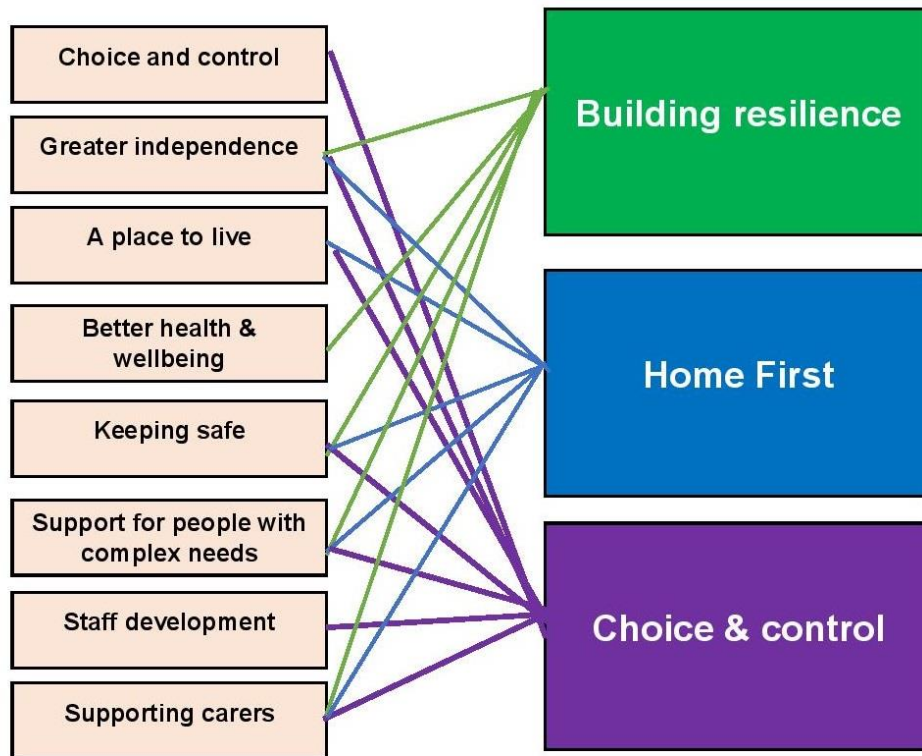 Choice and control
Greater independence
A place to live
Better health &
wellbeing
Keeping safe
Support for people with
complex needs
Staff development
Supporting carers
Building resilience
Home First
Choice & control